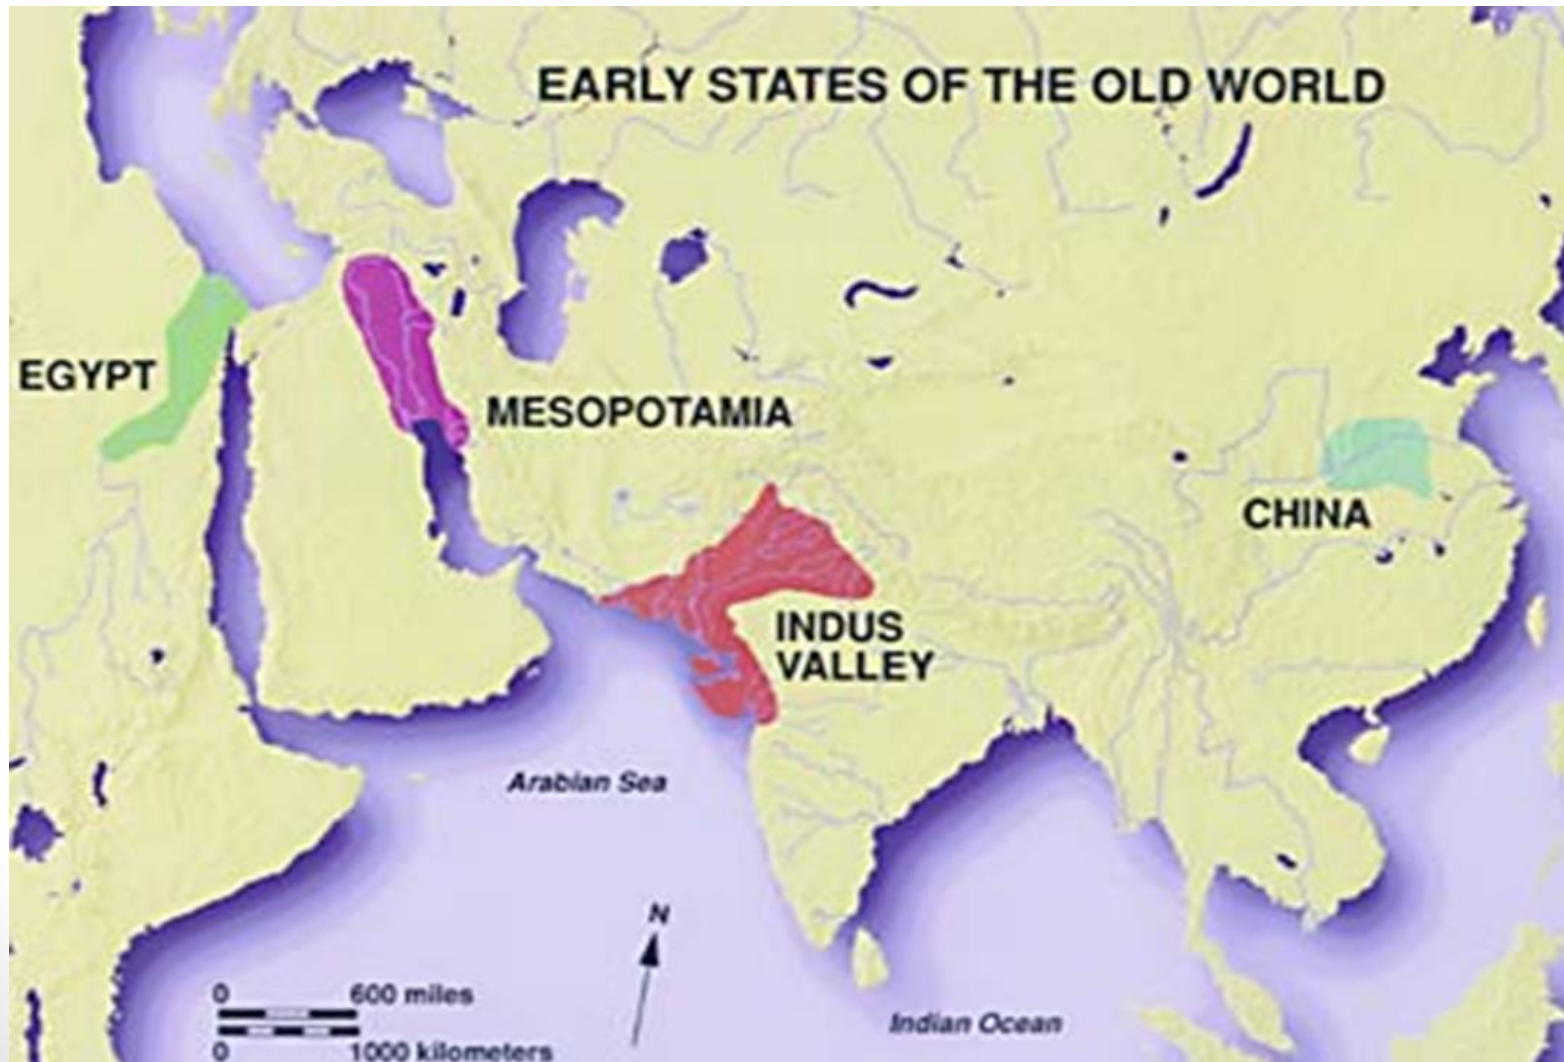 EARLY STATES OF THE OLD WORLD
EGYPT
MESOPOTAMIA
CHINA
INDUS
VALLEY
Arabian Sea
N
0 600 miles
0 1000 kilometers
Indian Ocean